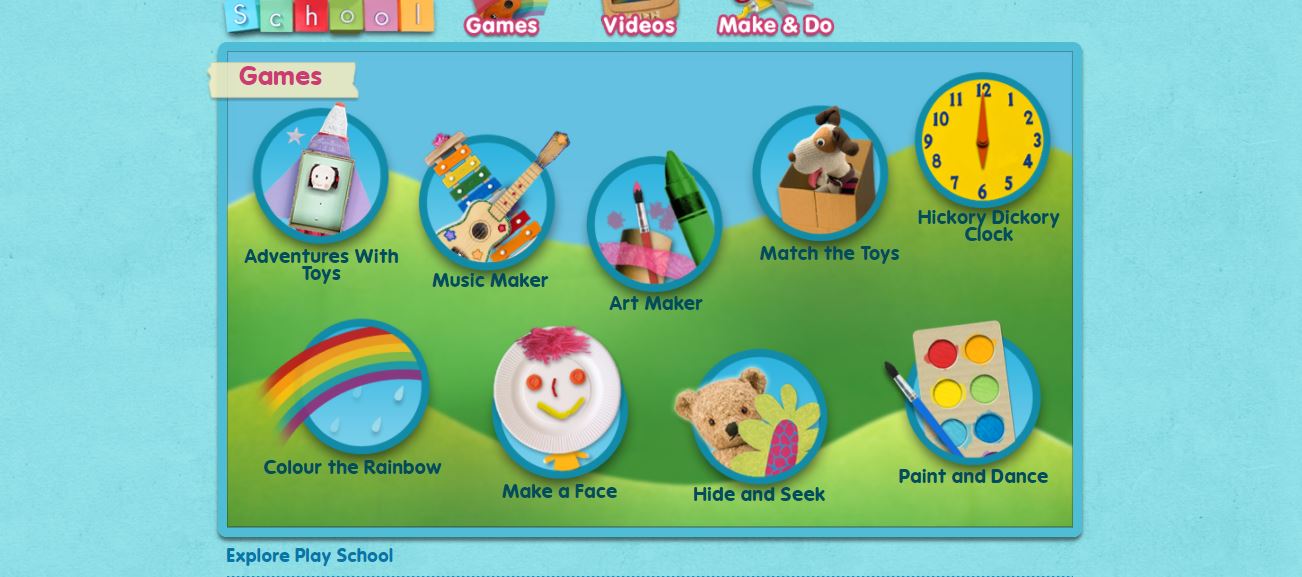 School
Games
Videos
Make & Do
Games
12
11
1
10
2
9
3
8
4
7
5
6
Hickory Dickory
Clock
Adventures With
Toys
Music Maker
Art Maker
Match the Toys
Colour the Rainbow
Make a Face
Hide and Seek
Paint and Dance
Explore Play School